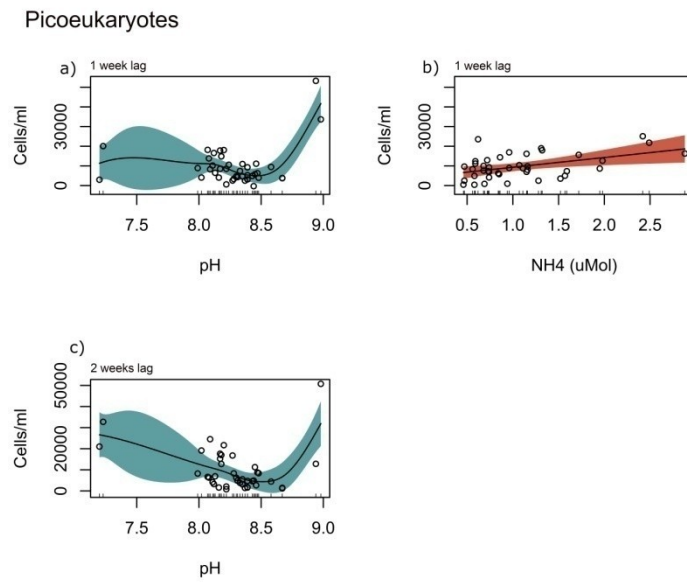 Picoeukaryotes
a)
1 week lag
Cells/ml
0
30000
7.5 8.0 8.5 9.0
pH
b)
1 week lag
Cells/ml
0
30000
0.5 1.0 1.5 2.0 2.5
NH4 (uMol)
c)
2 weeks lag
Cells/ml
0
20000
50000
7.5 8.0 8.5 9.0
pH